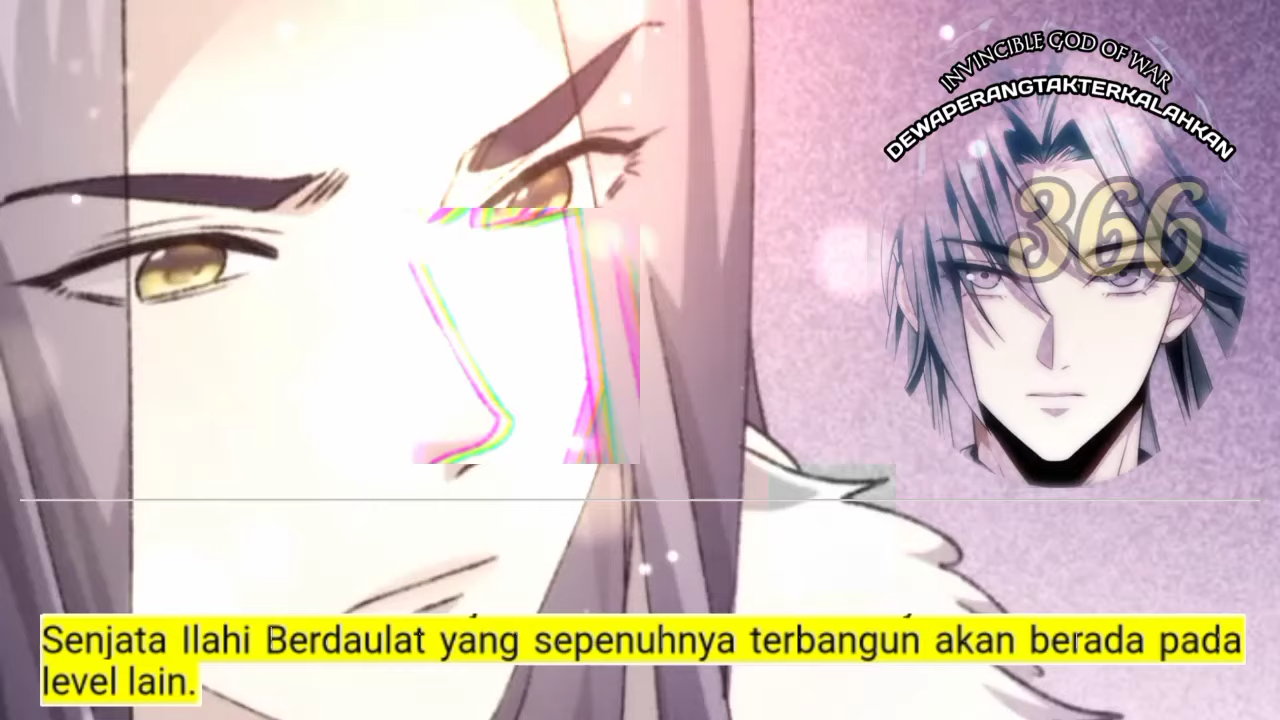 INVINCIBLE GOD OF WAR
DEWAPERANGTAKTERKALAHKAN
366
Senjata Ilahi Berdaulat yang sepenuhnya terbangun akan berada pada
level lain.